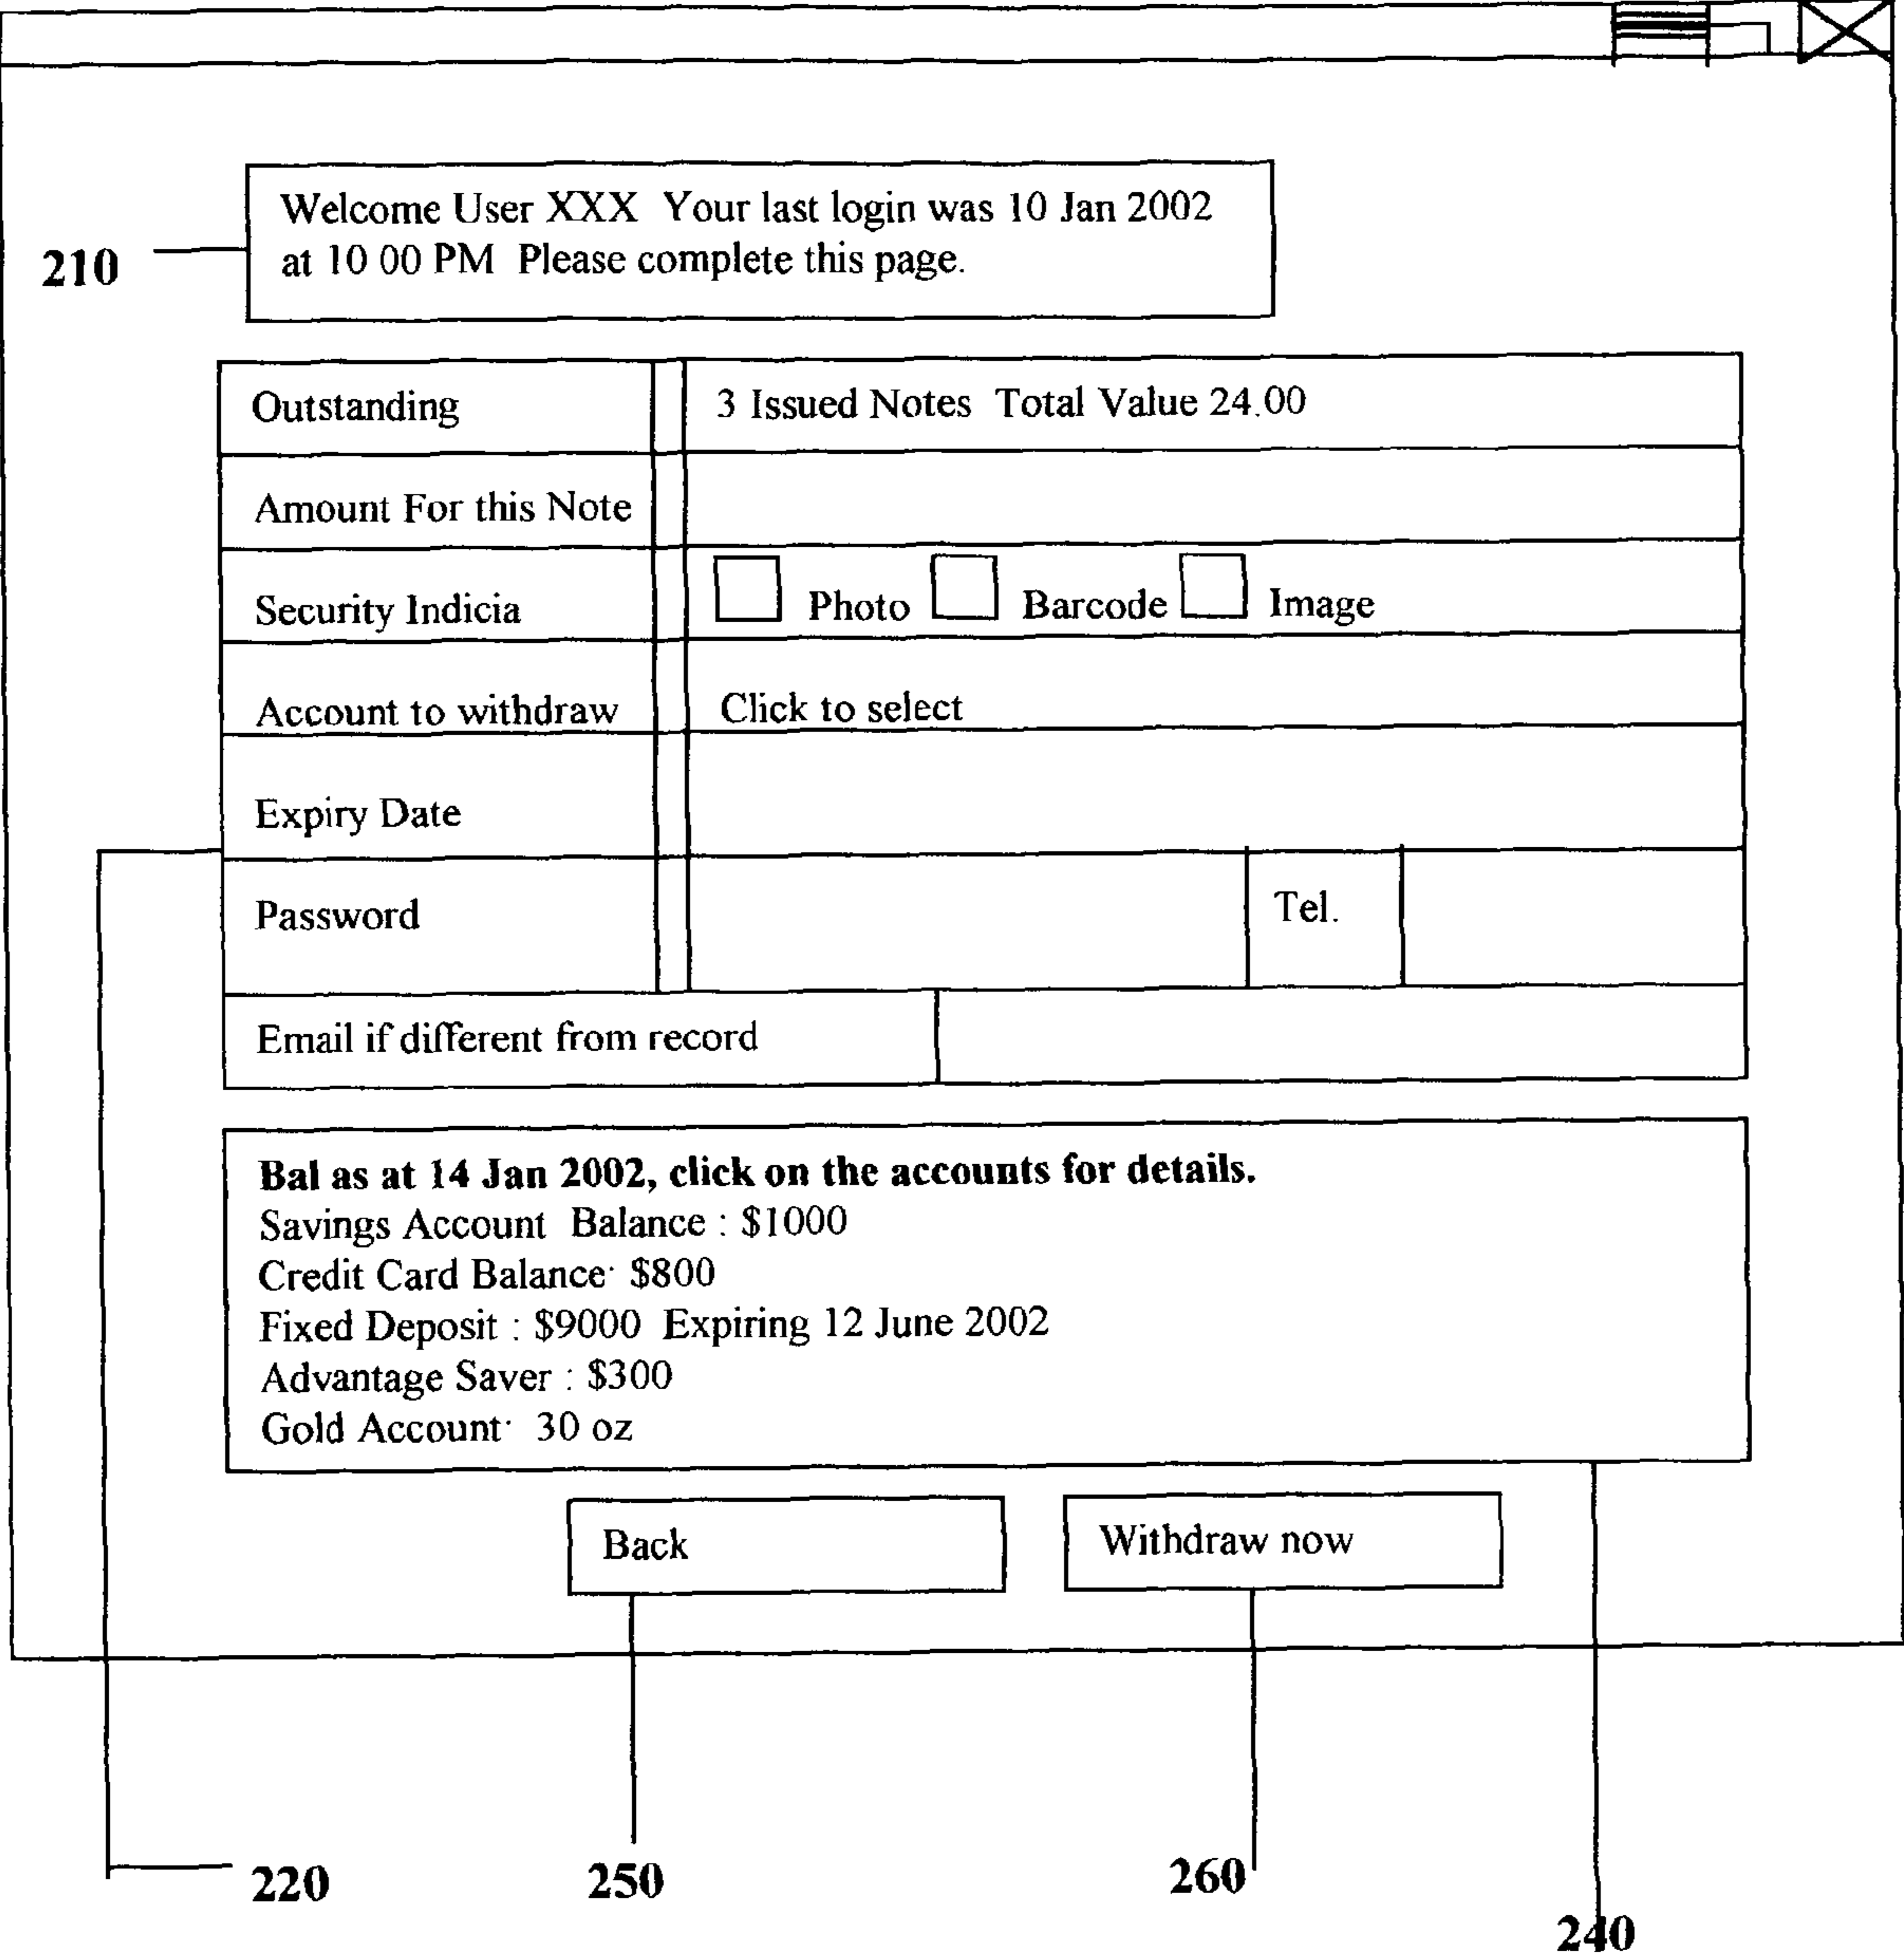 Welcome User XXX Your last login was 10 Jan 2002
at 10 00 PM Please complete this page.
210
Outstanding 3 Issued Notes Total Value 24.00
Amount For this Note
Security Indicia Photo Barcode Image
Account to withdraw Click to select
Expiry Date
Password Tel.
Email if different from record
Bal as at 14 Jan 2002, click on the accounts for details.
Savings Account Balance : $1000
Credit Card Balance· $800
Fixed Deposit : $9000 Expiring 12 June 2002
Advantage Saver : $300
Gold Account· 30 oz
Back Withdraw now
220 250 260
240